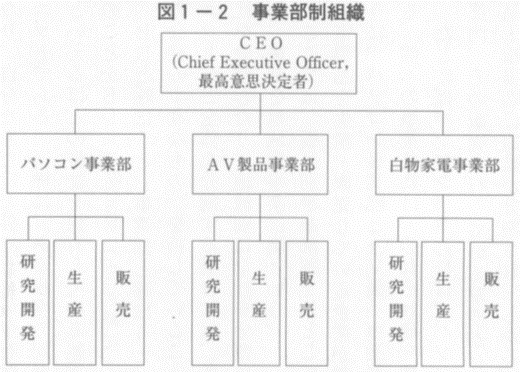 図1−2 事業部制組織
CEO
(Chief Executive Officer,
最高意思決定者)
パソコン事業部
AV製品事業部
白物家電事業部
研究開発
生産
販売
研究開発
生産
販売
研究開発
生産
販売